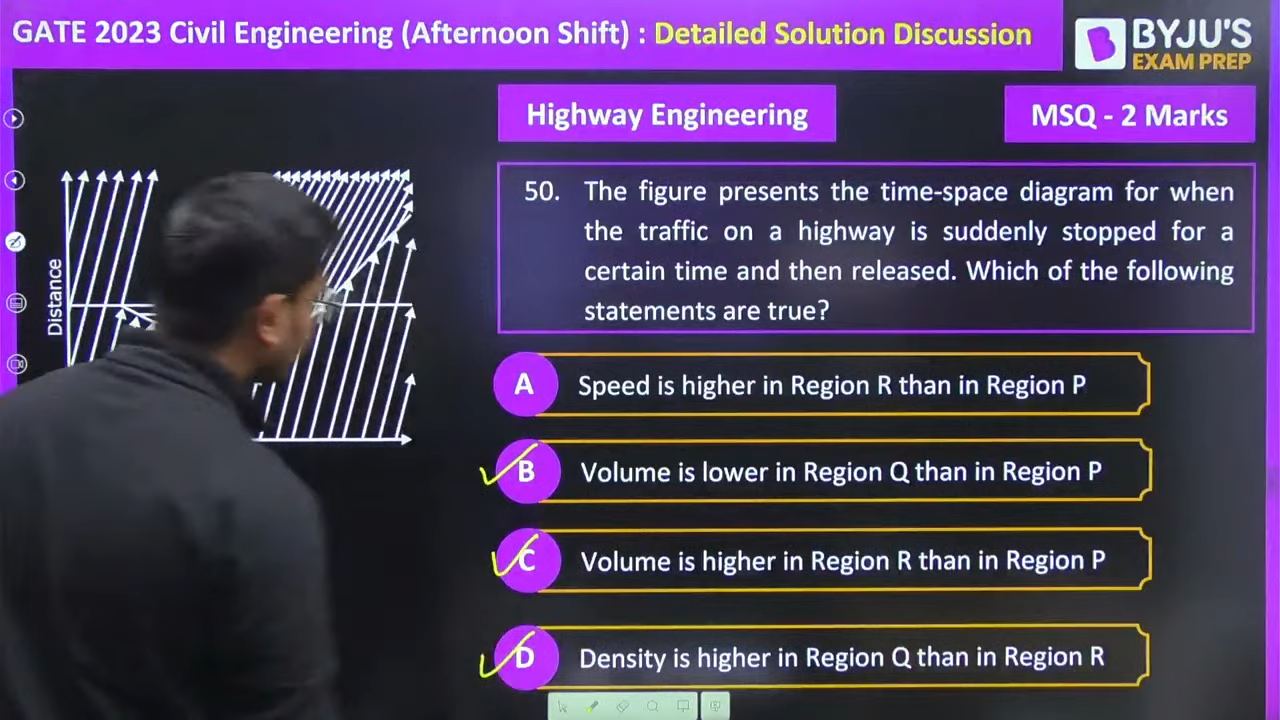 GATE 2023 Civil Engineering (Afternoon Shift) : Detailed Solution Discussion
BYJU'S
EXAM PREP
Highway Engineering
MSQ - 2 Marks
50. The figure presents the time-space diagram for when
the traffic on a highway is suddenly stopped for a
certain time and then released. Which of the following
statements are true?
Distance
A Speed is higher in Region R than in Region P
B Volume is lower in Region Q than in Region P
C Volume is higher in Region R than in Region P
D Density is higher in Region Q than in Region R